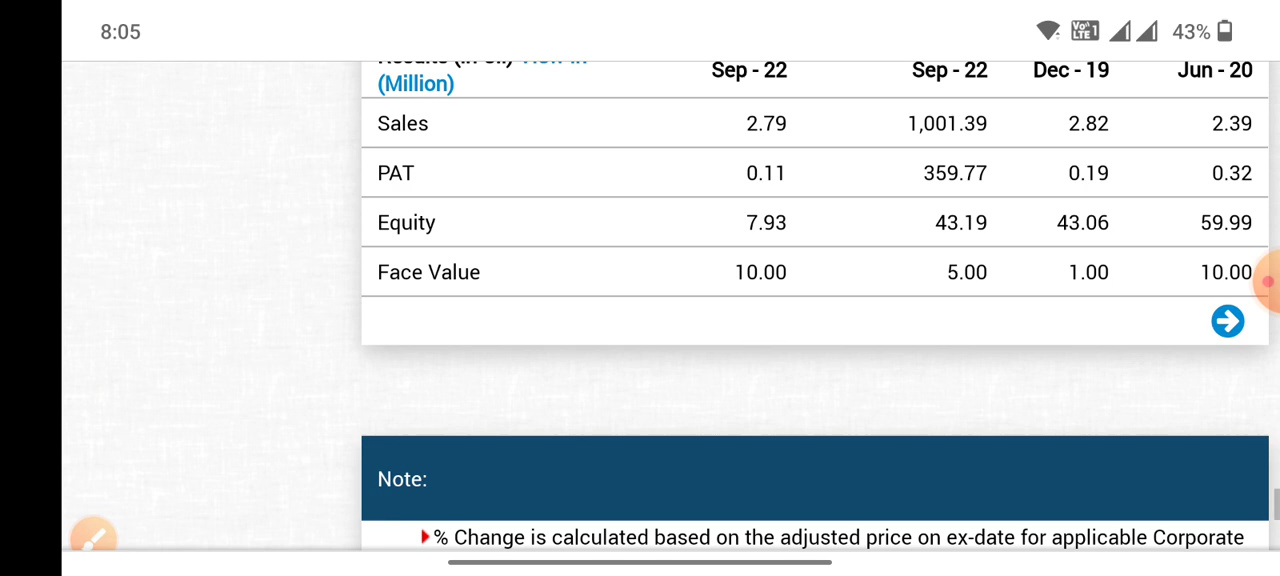 8:05 43%
(Million) Sep - 22 Sep - 22 Dec - 19 Jun - 20
Sales 2.79 1,001.39 2.82 2.39
PAT 0.11 359.77 0.19 0.32
Equity 7.93 43.19 43.06 59.99
Face Value 10.00 5.00 1.00 10.00
Note:
% Change is calculated based on the adjusted price on ex-date for applicable Corporate